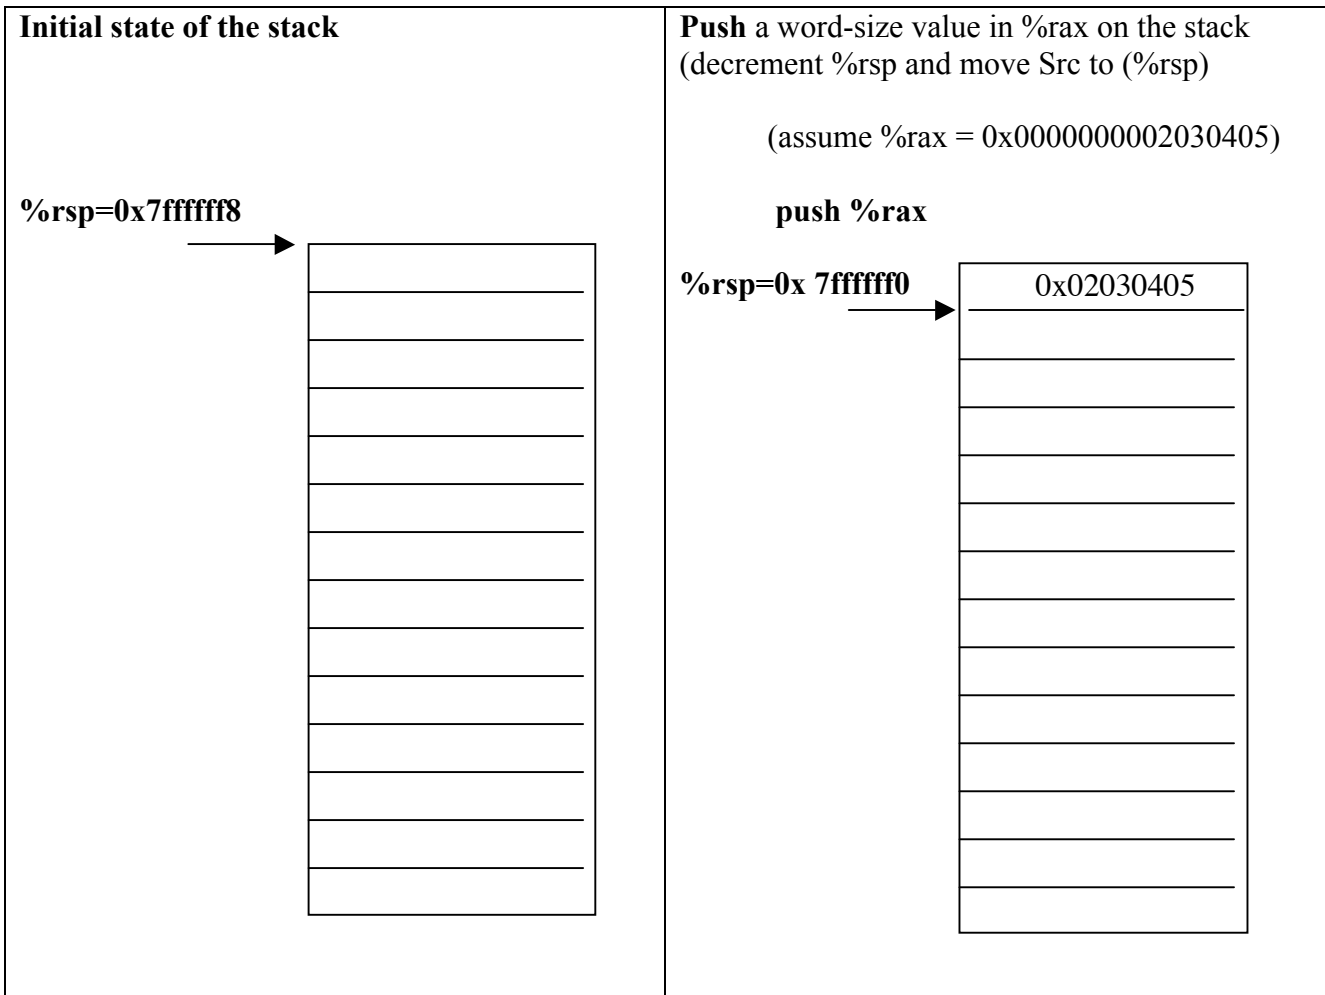 Initial state of the stack
%rsp=0x7ffffff8
Push a word-size value in %rax on the stack
(decrement %rsp and move Src to (%rsp)
(assume %rax = 0x0000000002030405)
push %rax
%rsp=0x 7ffffff0
0x02030405